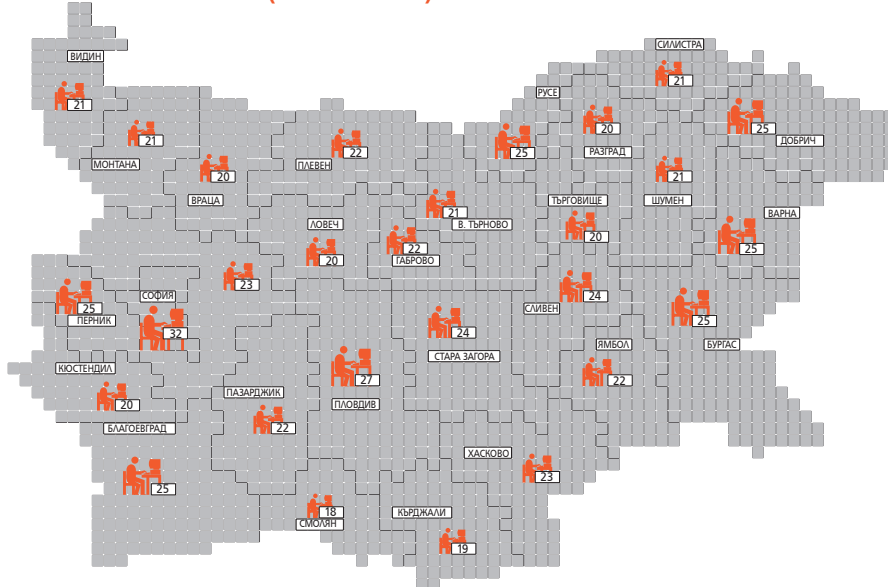 СИЛИСТРА
ВИДИН
21
РУСЕ
21
25
20
ДОБРИЧ
21
22
25
РАЗГРАД
МОНТАНА
ПЛЕВЕН
20
21
ВРАЦА
ТЪРГОВИЩЕ
ШУМЕН
21
ВАРНА
ЛОВЕЧ
В. ТЪРНОВО
20
22
25
20
ГАБРОВО
23
СОФИЯ
24
25
СЛИВЕН
ПЕРНИК
25
32
24
ЯМБОЛ
БУРГАС
СТАРА ЗАГОРА
КЮСТЕНДИЛ
27
22
ПАЗАРДЖИК
20
ПЛОВДИВ
22
БЛАГОЕВГРАД
ХАСКОВО
23
25
18
КЪРДЖАЛИ
СМОЛЯН
19